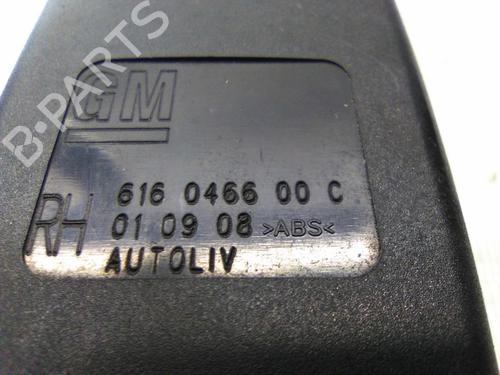 B-PARTS
GM
616 0466 00 C
RH
01 09 08 >ABS<
AUTOLIV